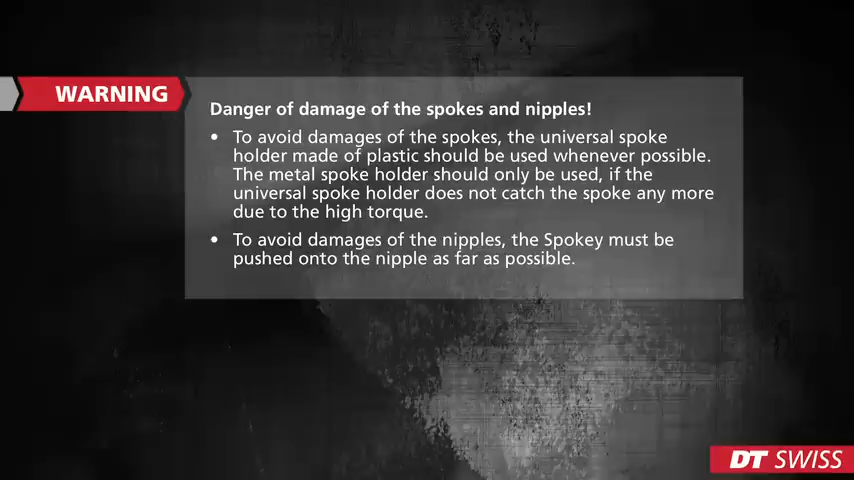 WARNING
Danger of damage of the spokes and nipples!
• To avoid damages of the spokes, the universal spoke
holder made of plastic should be used whenever possible.
The metal spoke holder should only be used, if the
universal spoke holder does not catch the spoke any more
due to the high torque.
• To avoid damages of the nipples, the Spokey must be
pushed onto the nipple as far as possible.
DT SWISS